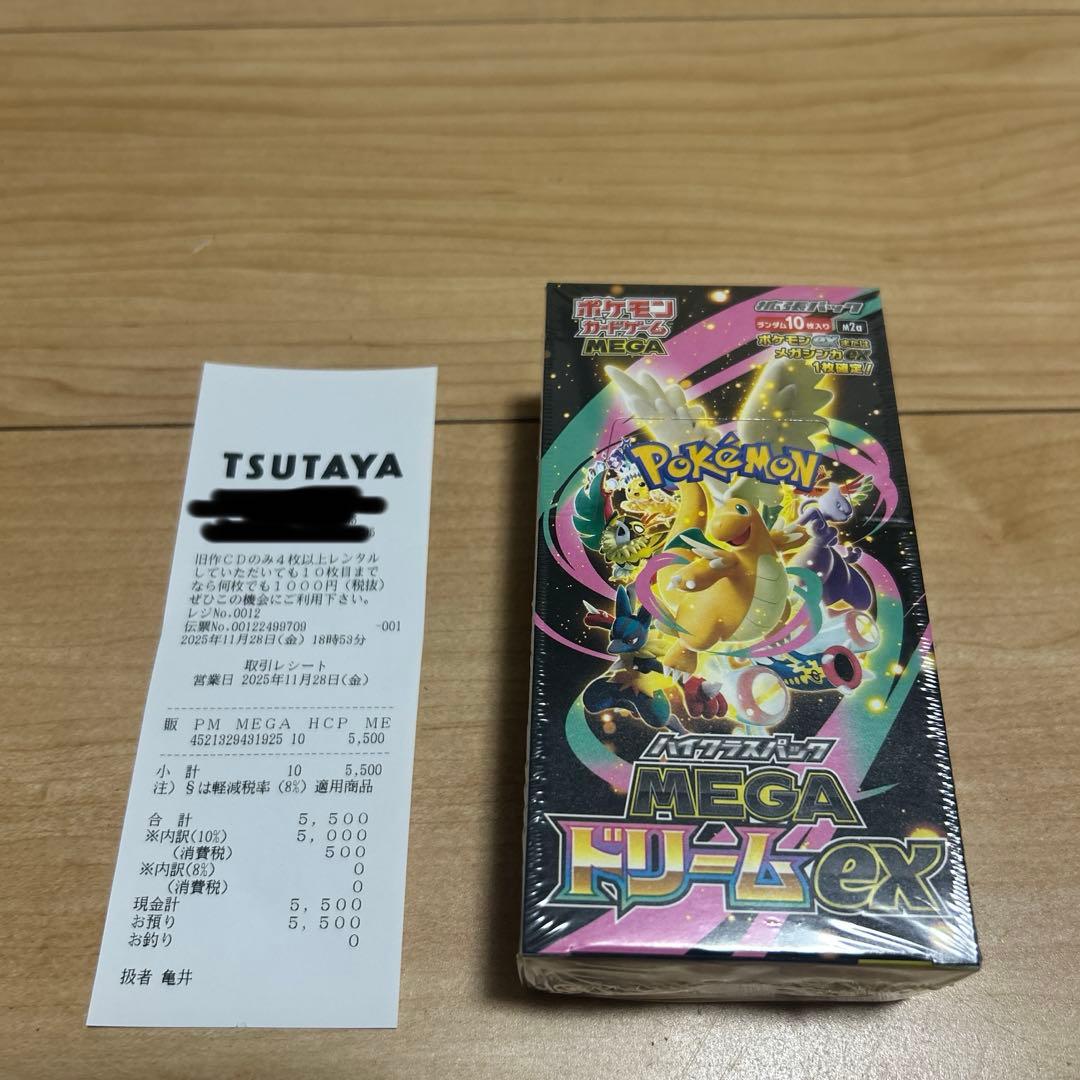 TSUTAYA
旧作CDのみ4枚以上レンタル
していただいても10枚目まで
なら何枚でも1000円(税抜)
ぜひこの機会にご利用下さい。
レジNo.0012
伝票No.00122499709 -001
2025年11月28日(金) 18時53分
取引レシート
営業日 2025年11月28日(金)
販 PM MEGA HCP ME
4521329431925 10 5,500
小計 10 5,500
注) §は軽減税率(8%)適用商品
合計 5,500
※内訳(10%) 5,000
(消費税) 500
※内訳(8%) 0
(消費税) 0
現金計 5,500
お預り 5,500
お釣り 0
扱者 亀井
ポケモン
カードゲーム
MEGA
拡張パック
ランダム10枚入り M2a
ポケモンexまたは
メガシンカex
1枚確定!
POKéMON
ハイクラスパック
MEGA
ドリームex